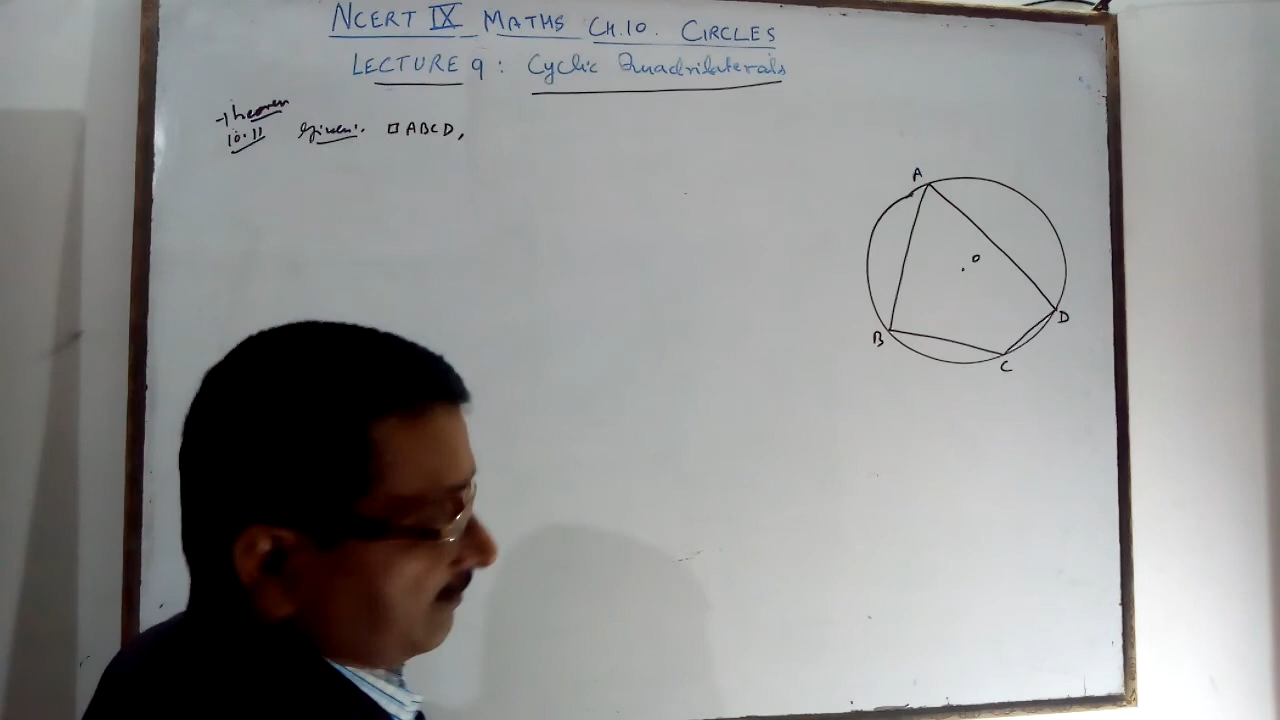 NCERT IX MATHS CH.10. CIRCLES
LECTURE 9: Cyclic Quadrilaterals
Theorem
10.11 Given:. □ABCD,
A
O
B
D
C